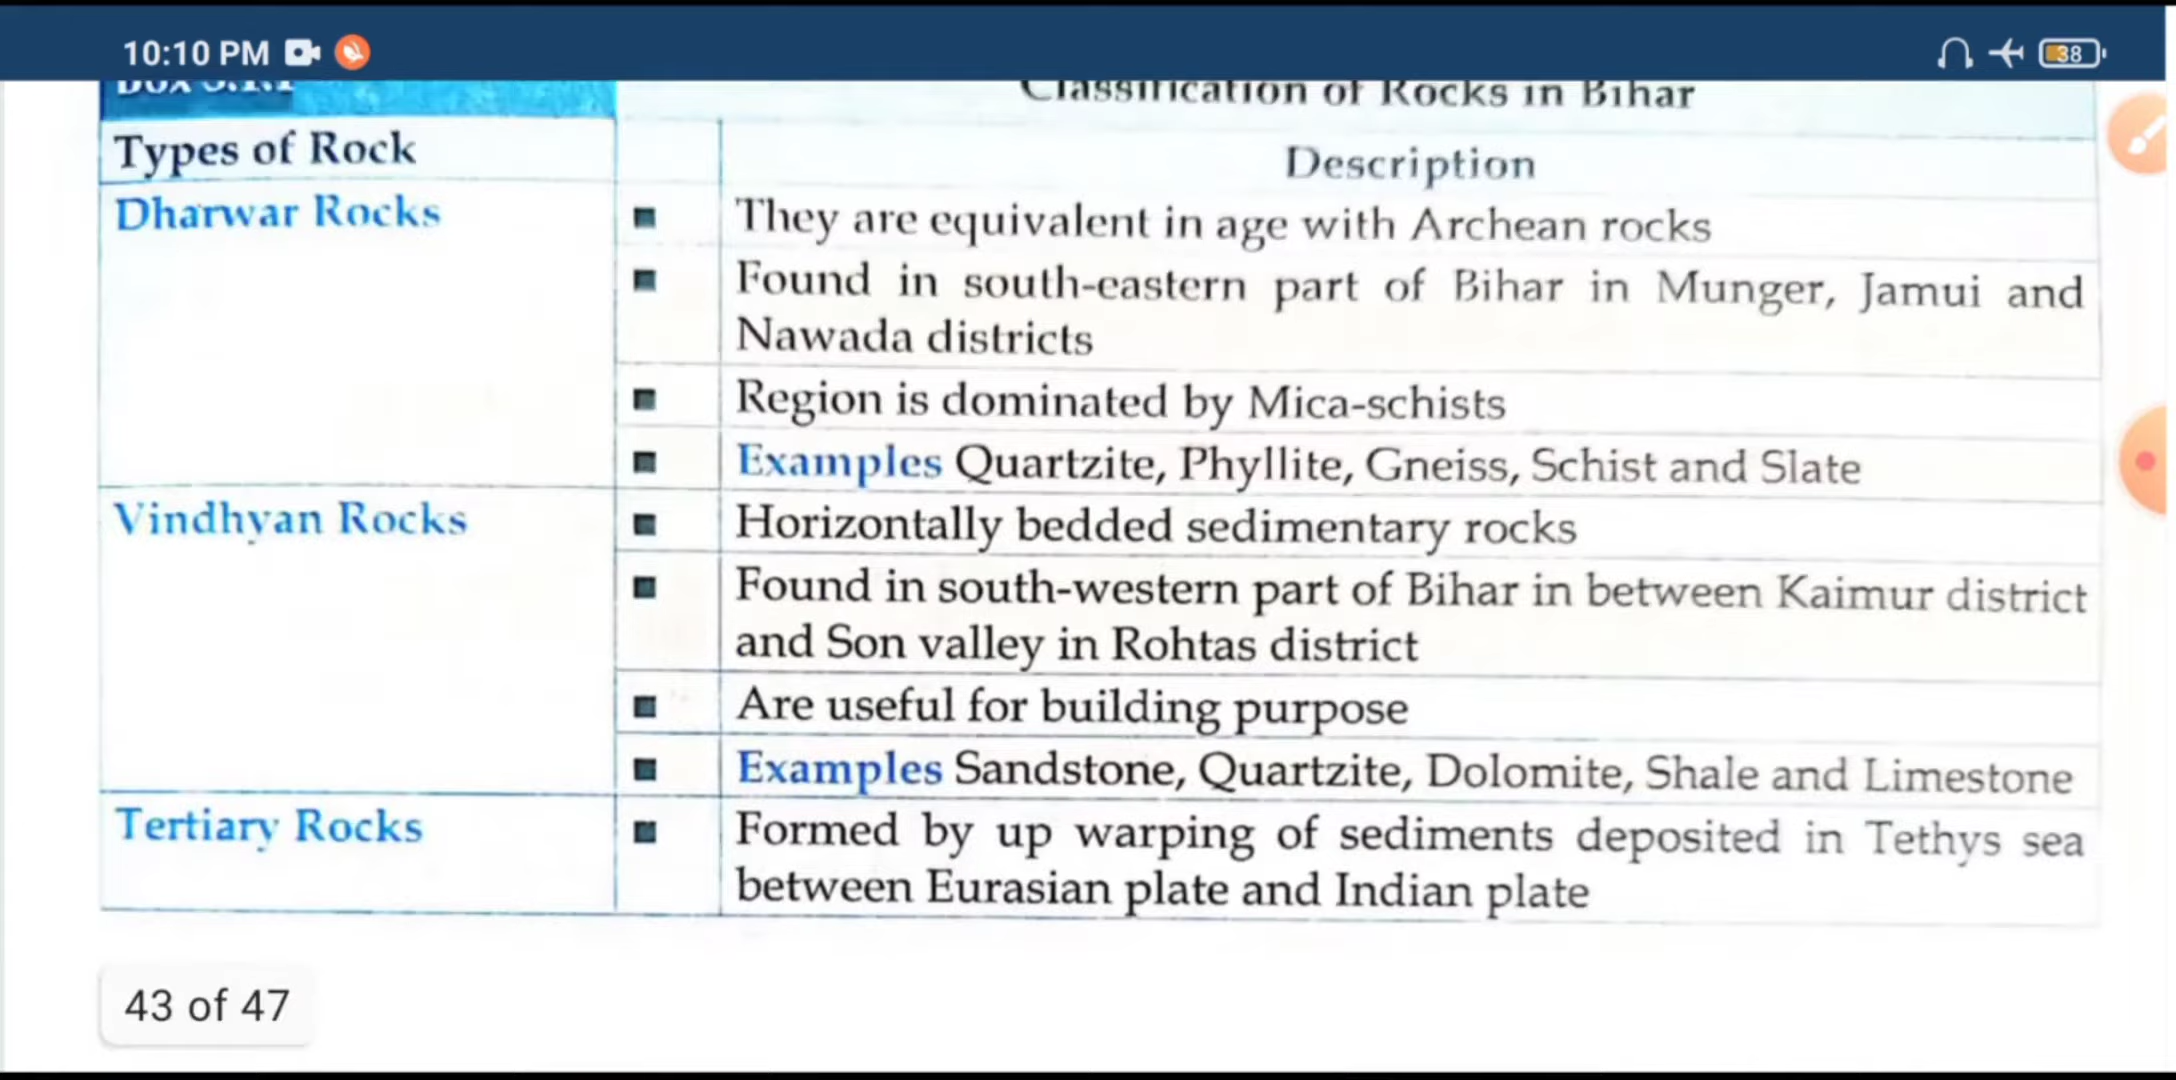 10:10 PM
38
Classification of Rocks in Bihar
Types of Rock
Description
Dharwar Rocks
■ They are equivalent in age with Archean rocks
■ Found in south-eastern part of Bihar in Munger, Jamui and
Nawada districts
■ Region is dominated by Mica-schists
■ Examples Quartzite, Phyllite, Gneiss, Schist and Slate
Vindhyan Rocks
■ Horizontally bedded sedimentary rocks
■ Found in south-western part of Bihar in between Kaimur district
and Son valley in Rohtas district
■ Are useful for building purpose
■ Examples Sandstone, Quartzite, Dolomite, Shale and Limestone
Tertiary Rocks
■ Formed by up warping of sediments deposited in Tethys sea
between Eurasian plate and Indian plate
43 of 47